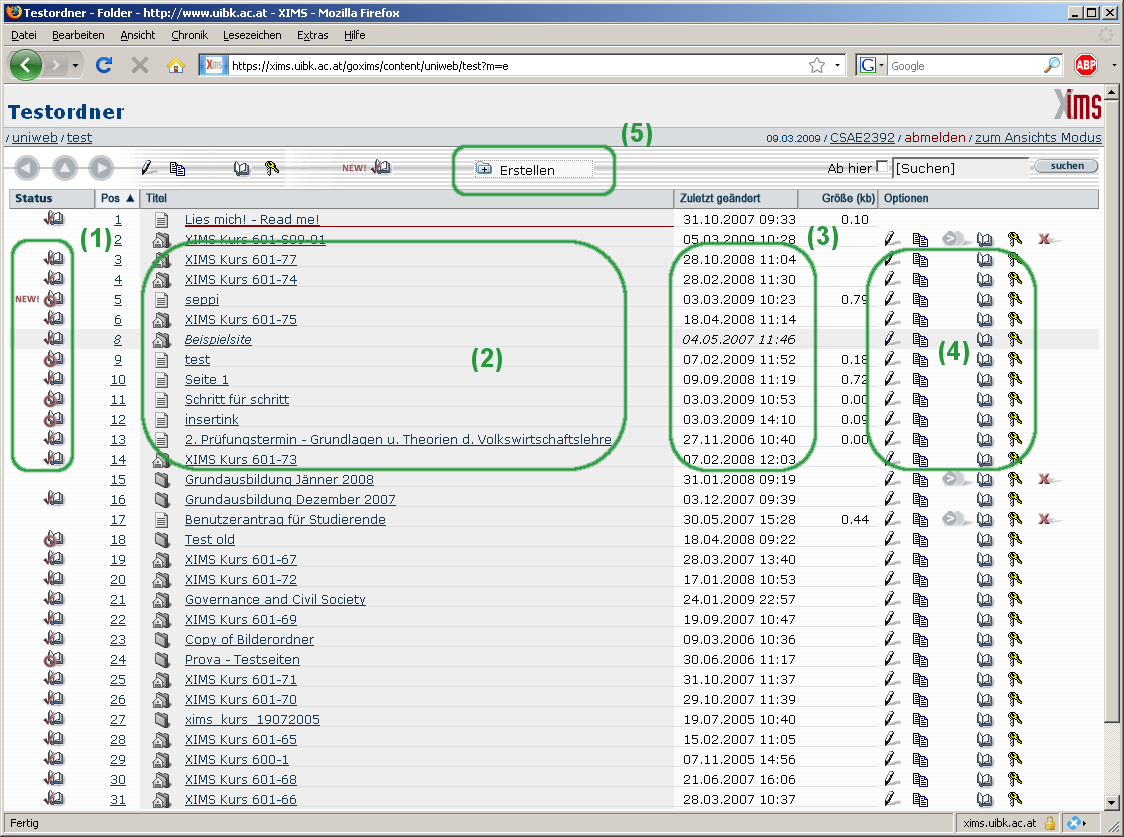 Testordner - Folder - http://www.uibk.ac.at - XIMS - Mozilla Firefox
Datei Bearbeiten Ansicht Chronik Lesezeichen Extras Hilfe
Xims https://xims.uibk.ac.at/goxims/content/uniweb/test?m=e G Google ABP
Testordner Xims
/ uniweb / test 09.03.2009 / CSAE2392 / abmelden / zum Ansichts Modus
(5)
NEW! Erstellen Ab hier [Suchen] suchen
Status Pos Titel Zuletzt geändert Größe (kb) Optionen
1 Lies mich! - Read me! 31.10.2007 09:33 0.10
(1) 2 XIMS Kurs 601-S09-01 05.03.2009 10:28 (3)
3 XIMS Kurs 601-77 28.10.2008 11:04
4 XIMS Kurs 601-74 28.02.2008 11:30
NEW! 5 seppi 03.03.2009 10:23 0.79
6 XIMS Kurs 601-75 18.04.2008 11:14
8 Beispielsite 04.05.2007 11:46
9 test (2) 07.02.2009 11:52 0.18 (4)
10 Seite 1 09.09.2008 11:19 0.72
11 Schritt für schritt 03.03.2009 10:53 0.00
12 insertink 03.03.2009 14:10 0.09
13 2. Prüfungstermin - Grundlagen u. Theorien d. Volkswirtschaftslehre 27.11.2006 10:40 0.00
14 XIMS Kurs 601-73 07.02.2008 12:03
15 Grundausbildung Jänner 2008 31.01.2008 09:19
16 Grundausbildung Dezember 2007 03.12.2007 09:39
17 Benutzerantrag für Studierende 30.05.2007 15:28 0.44
18 Test old 18.04.2008 09:22
19 XIMS Kurs 601-67 28.03.2007 13:40
20 XIMS Kurs 601-72 17.01.2008 10:53
21 Governance and Civil Society 24.01.2009 22:57
22 XIMS Kurs 601-69 19.09.2007 10:47
23 Copy of Bilderordner 09.03.2006 10:36
24 Prova - Testseiten 30.06.2006 11:17
25 XIMS Kurs 601-71 31.10.2007 11:37
26 XIMS Kurs 601-70 29.10.2007 11:39
27 xims_kurs_19072005 19.07.2005 10:40
28 XIMS Kurs 601-65 15.02.2007 11:05
29 XIMS Kurs 600-1 07.11.2005 14:56
30 XIMS Kurs 601-68 21.06.2007 16:06
31 XIMS Kurs 601-66 28.03.2007 10:37
Fertig xims.uibk.ac.at